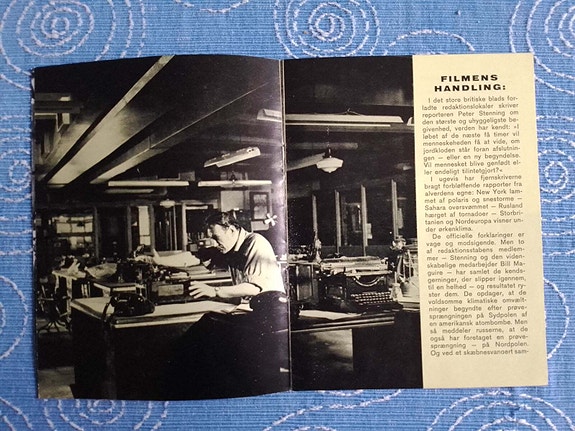 FILMENS
HANDLING:
I det store britiske blads for-
ladte redaktionslokaler skriver
reporteren Peter Stenning om
den største og uhyggeligste be-
givenhed, verden har kendt: »I
løbet af de næste få timer vil
menneskeheden få at vide, om
jordkloden står foran afslutnin-
gen — eller en ny begyndelse.
Vil mennesket blive genfødt el-
ler endeligt tilintetgjort?«
I ugevis har fjernskriverne
bragt forbløffende rapporter fra
alverdens egne: New York lam-
met af polaris og snestorme —
Sahara oversvømmet — Rusland
hærget af tornadoer — Storbri-
tanien og Nordeuropa visner un-
der ørkenklima.
De officielle forklaringer er
vage og modsigende. Men to
af redaktionsstabens medlem-
mer — Stenning og den viden-
skabelige medarbejder Bill Ma-
guire — har samlet de kends-
gerninger, der slipper igennem,
til en helhed — og resultatet ry-
ster dem. De opdager, at de
voldsomme klimatiske omvælt-
ninger begyndte efter prøve-
sprængningen på Sydpolen af
en amerikansk atombombe. Men
så meddeler russerne, at de
også har foretaget en prøve-
sprængning — på Nordpolen.
Og ved et skæbnesvangert sam-